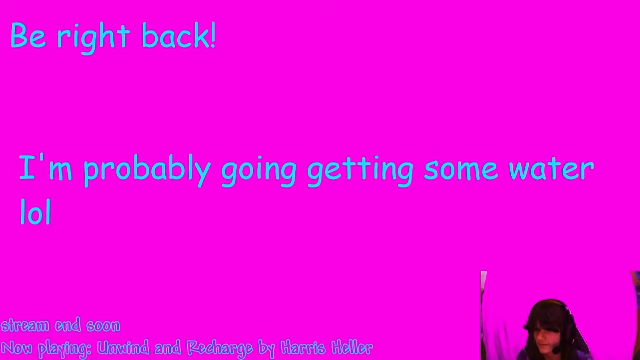 Be right back!
I'm probably going getting some water
lol
stream end soon
Now playing: Unwind and Recharge by Harris Heller